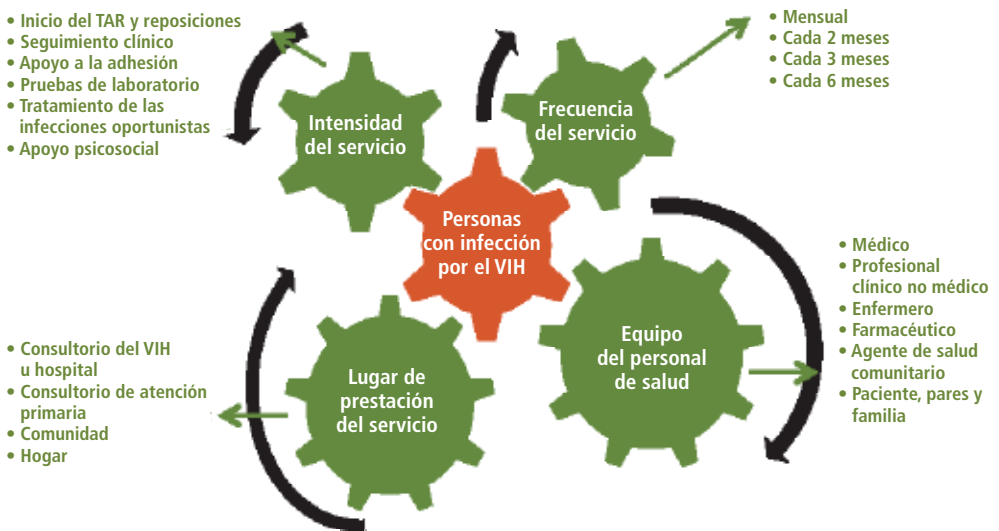 • Inicio del TAR y reposiciones
• Seguimiento clínico
• Apoyo a la adhesión
• Pruebas de laboratorio
• Tratamiento de las
infecciones oportunistas
• Apoyo psicosocial
Intensidad
del servicio
Frecuencia
del servicio
• Mensual
• Cada 2 meses
• Cada 3 meses
• Cada 6 meses
Personas
con infección
por el VIH
• Consultorio del VIH
u hospital
• Consultorio de atención
primaria
• Comunidad
• Hogar
Lugar de
prestación
del servicio
Equipo
del personal
de salud
• Médico
• Profesional
clínico no médico
• Enfermero
• Farmacéutico
• Agente de salud
comunitario
• Paciente, pares y
familia